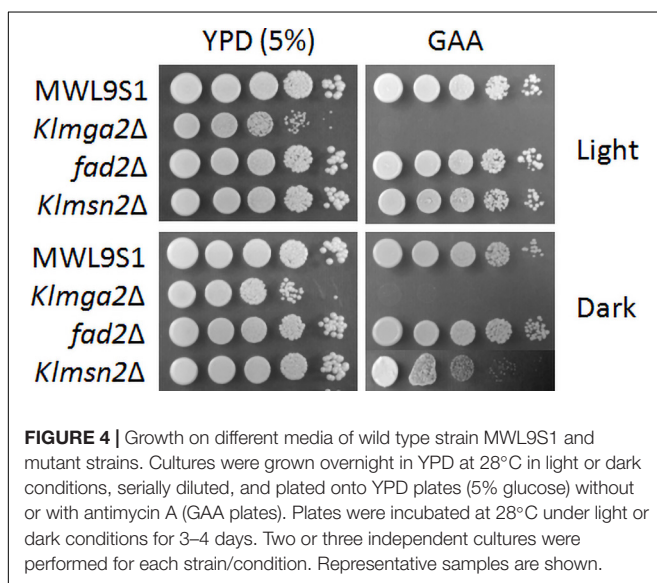 YPD (5%) GAA
MWL9S1
Klmga2Δ
fad2Δ
Klmsn2Δ
Light
MWL9S1
Klmga2Δ
fad2Δ
Klmsn2Δ
Dark
FIGURE 4 | Growth on different media of wild type strain MWL9S1 and
mutant strains. Cultures were grown overnight in YPD at 28°C in light or dark
conditions, serially diluted, and plated onto YPD plates (5% glucose) without
or with antimycin A (GAA plates). Plates were incubated at 28°C under light or
dark conditions for 3–4 days. Two or three independent cultures were
performed for each strain/condition. Representative samples are shown.